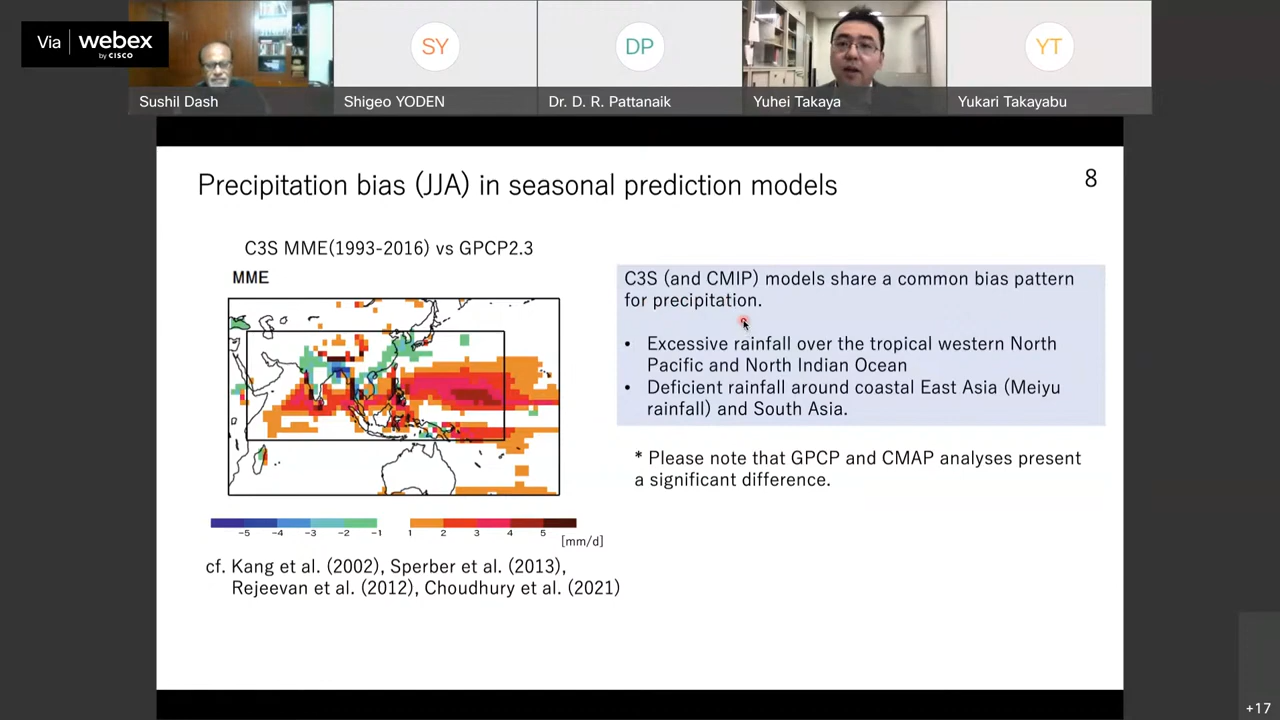 Via webex
by CISCO
Sushil Dash
SY
Shigeo YODEN
DP
Dr. D. R. Pattanaik
Yuhei Takaya
YT
Yukari Takayabu
Precipitation bias (JJA) in seasonal prediction models
8
C3S MME(1993-2016) vs GPCP2.3
MME
-5 -4 -3 -2 -1 1 2 3 4 5
[mm/d]
cf. Kang et al. (2002), Sperber et al. (2013),
Rejeevan et al. (2012), Choudhury et al. (2021)
C3S (and CMIP) models share a common bias pattern
for precipitation.
• Excessive rainfall over the tropical western North
Pacific and North Indian Ocean
• Deficient rainfall around coastal East Asia (Meiyu
rainfall) and South Asia.
* Please note that GPCP and CMAP analyses present
a significant difference.
+17